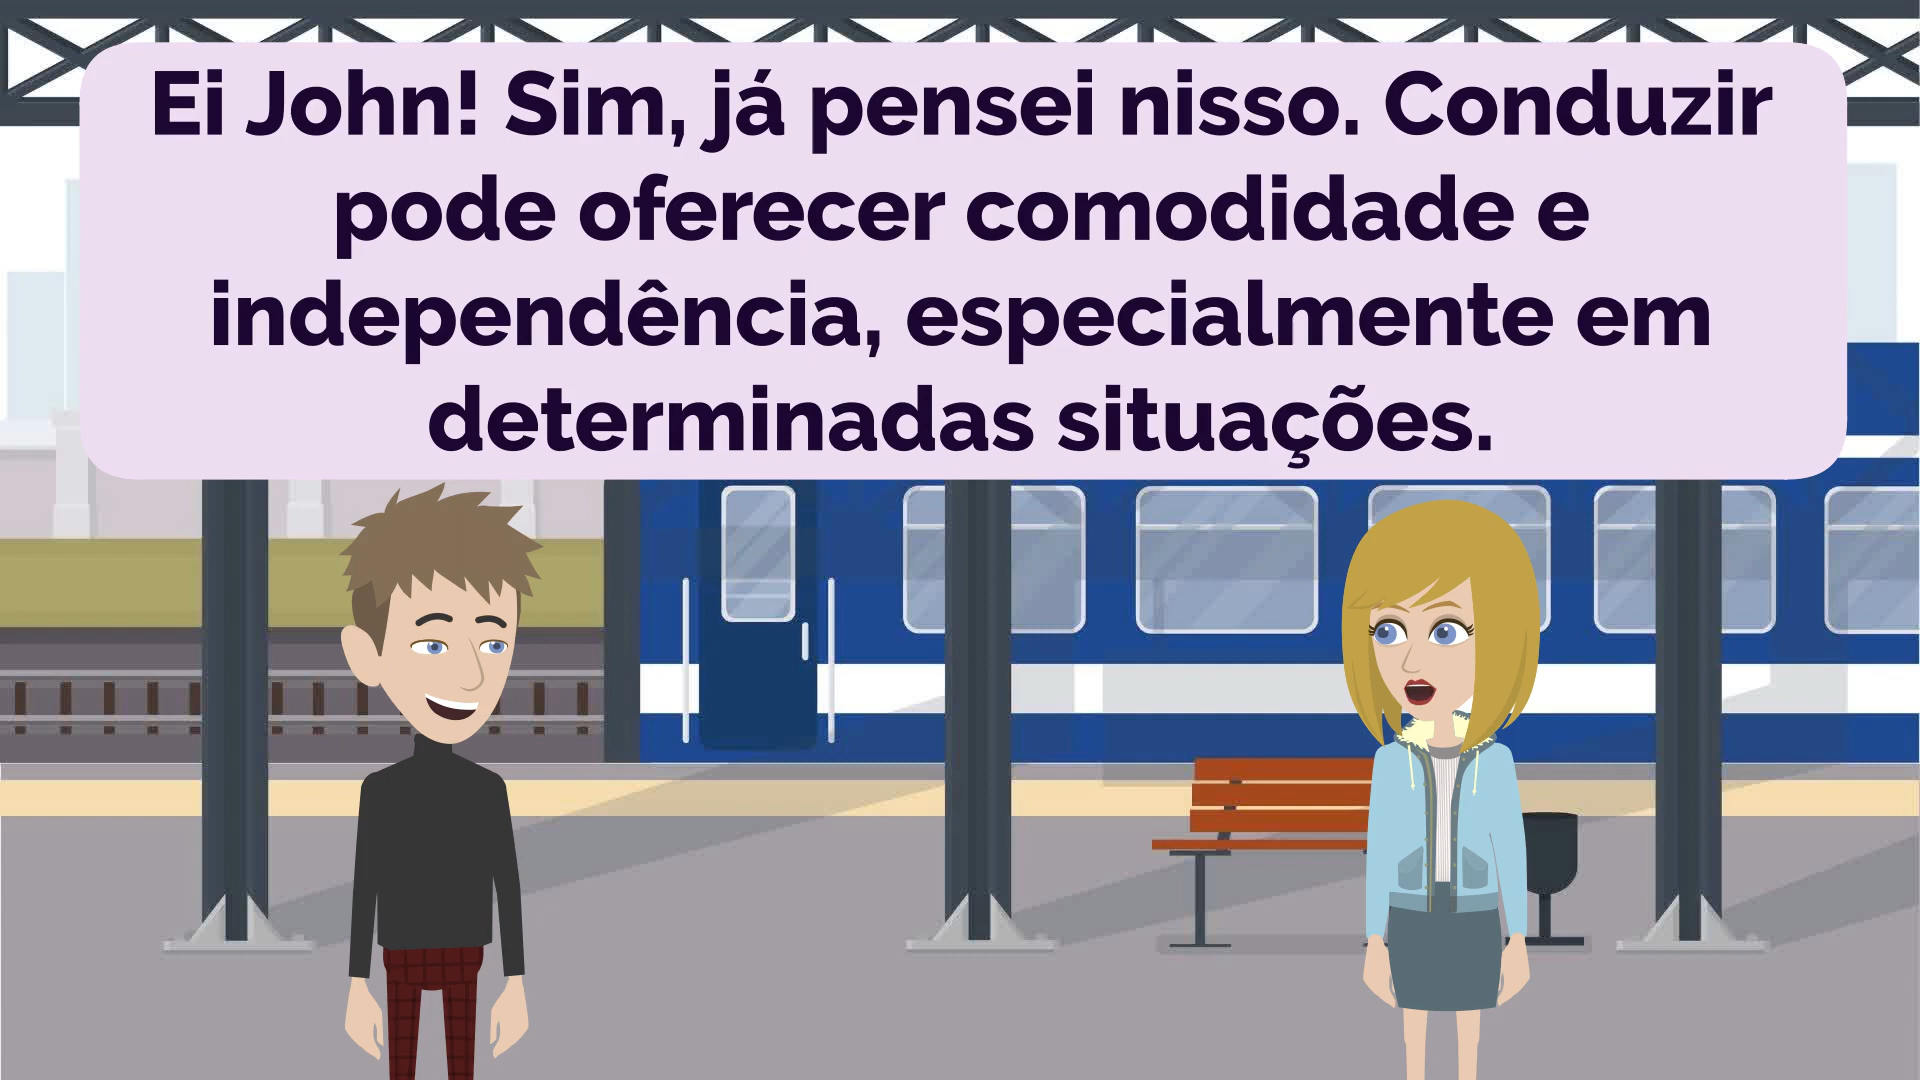 Ei John! Sim, já pensei nisso. Conduzir
pode oferecer comodidade e
independência, especialmente em
determinadas situações.